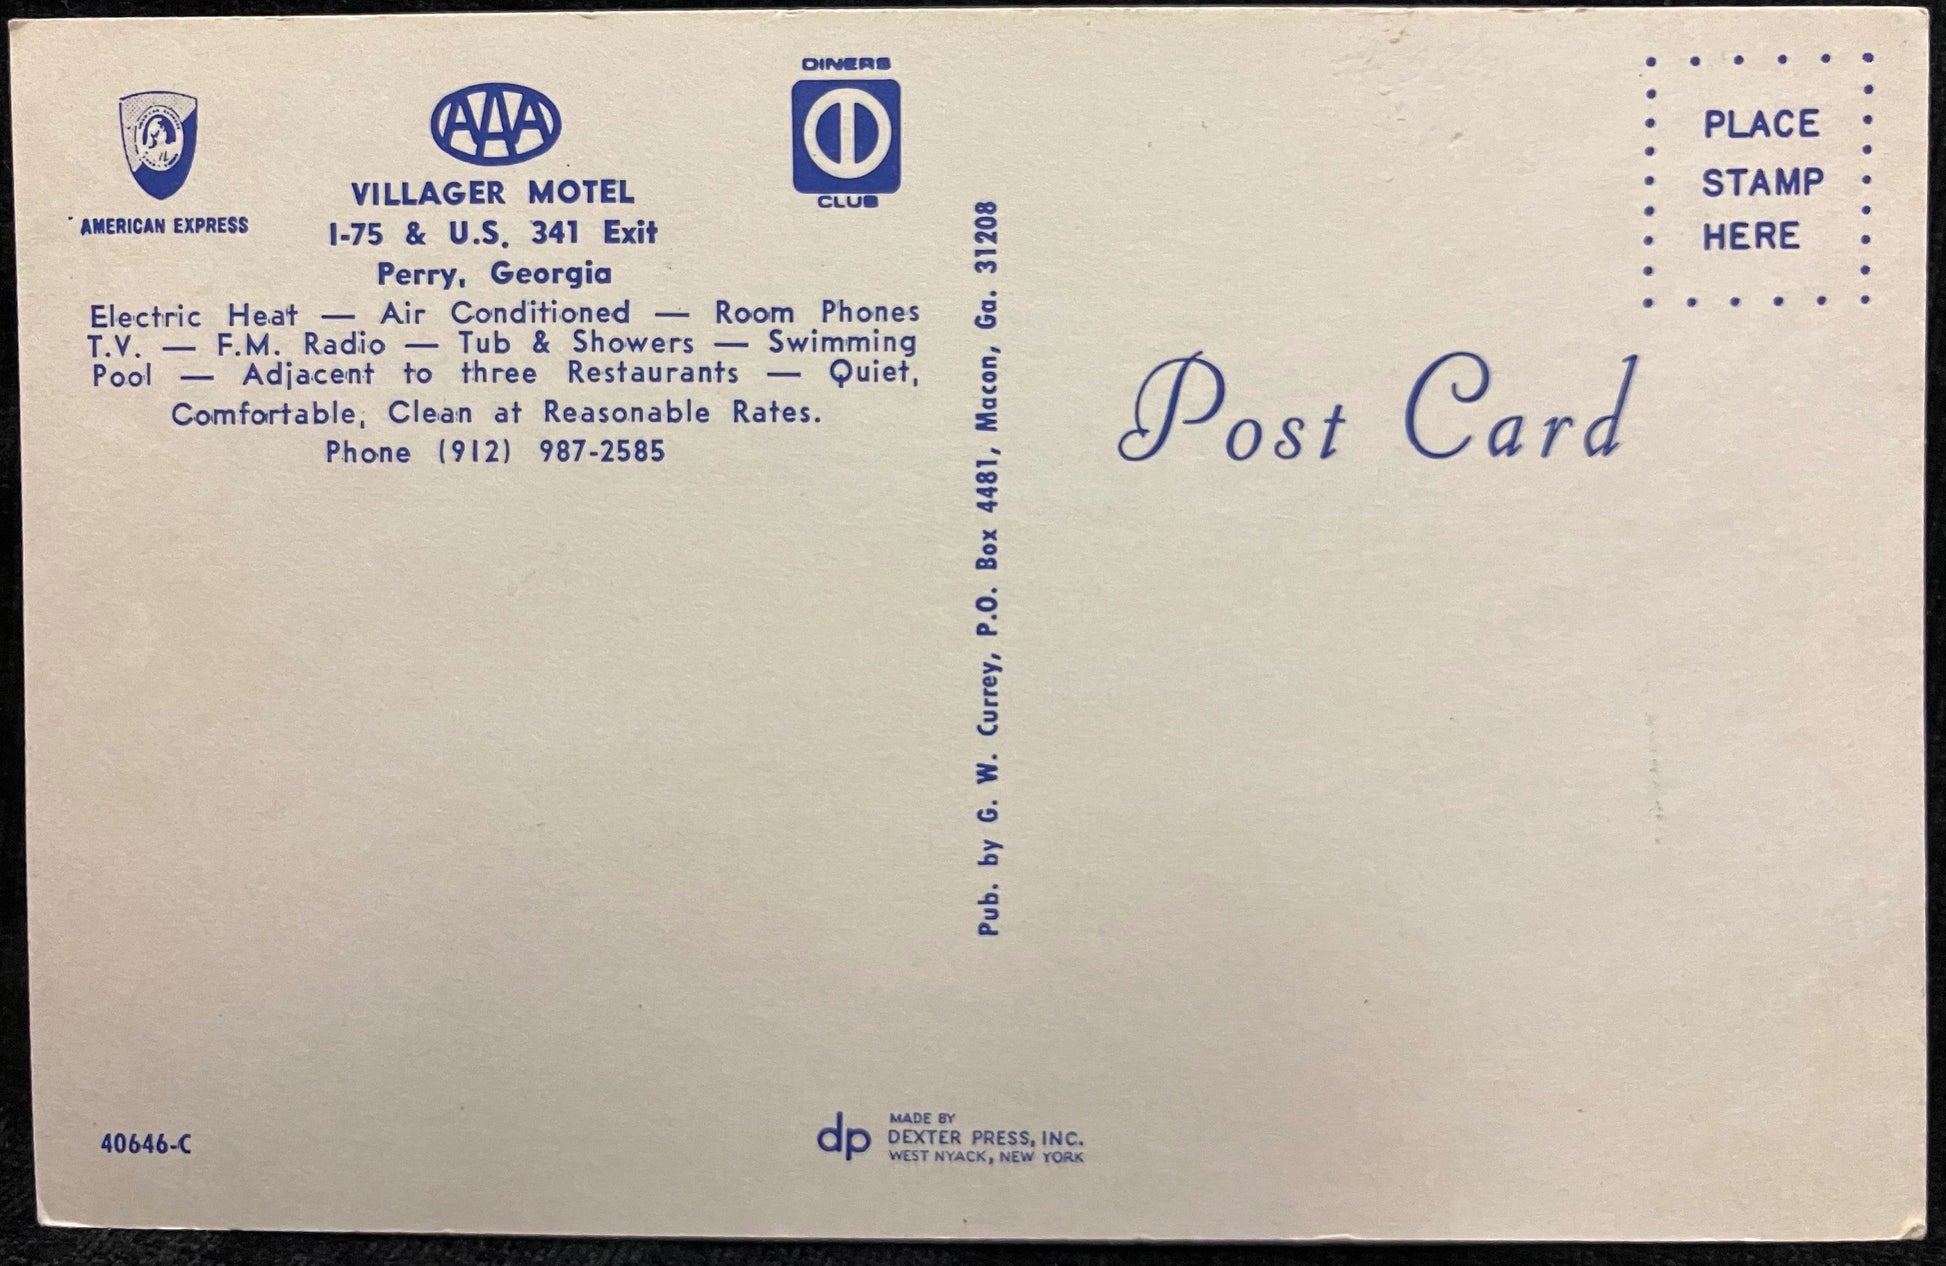 AMERICAN EXPRESS
AAA
VILLAGER MOTEL
I-75 & U.S. 341 Exit
Perry, Georgia
DINERS
CLUB
Electric Heat — Air Conditioned — Room Phones
T.V. — F.M. Radio — Tub & Showers — Swimming
Pool — Adjacent to three Restaurants — Quiet,
Comfortable, Clean at Reasonable Rates.
Phone (912) 987-2585
Pub. by G. W. Currey, P.O. Box 4481, Macon, Ga. 31208
PLACE
STAMP
HERE
Post Card
40646-C
dp
MADE BY
DEXTER PRESS, INC.
WEST NYACK, NEW YORK